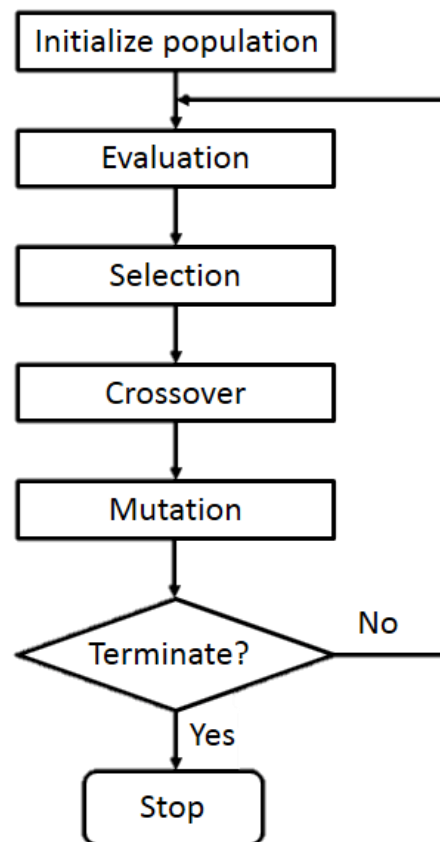 Initialize population
Evaluation
Selection
Crossover
Mutation
Terminate?
No
Yes
Stop